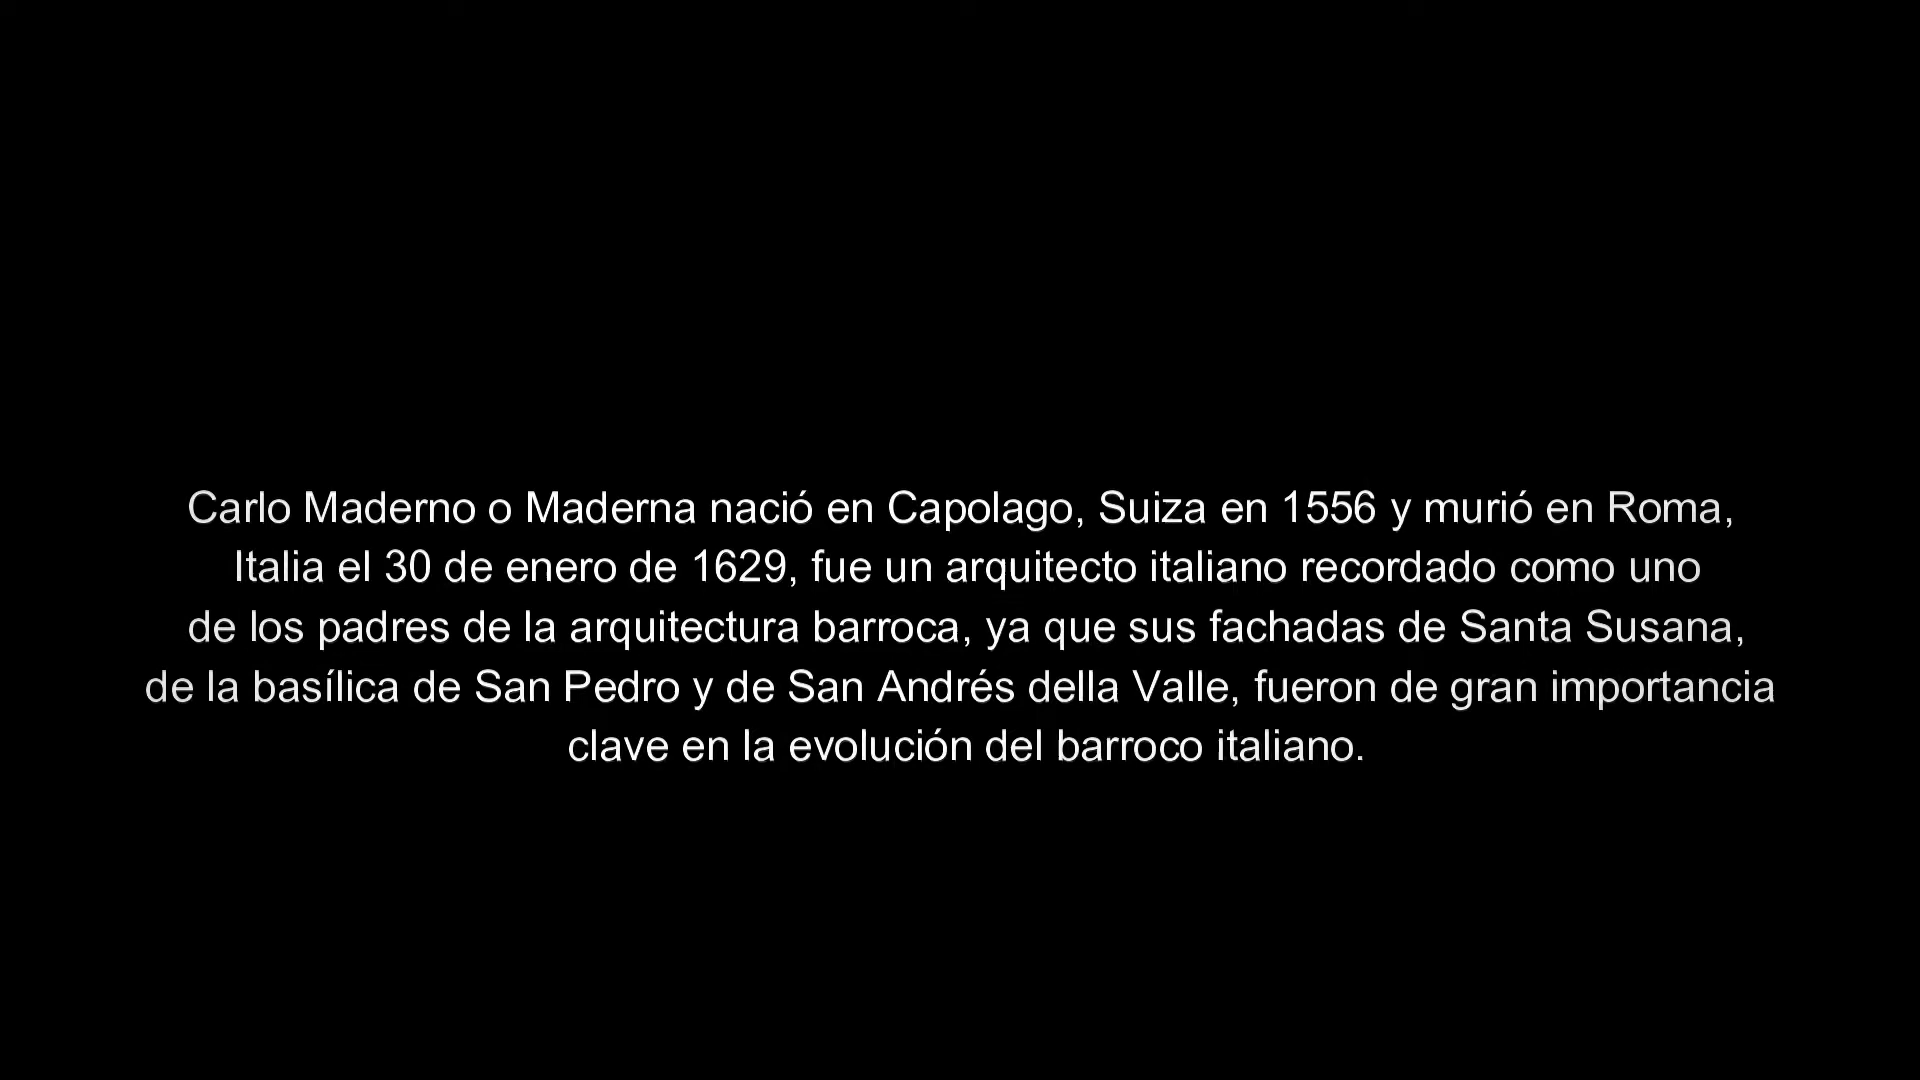 Carlo Maderno o Maderna nació en Capolago, Suiza en 1556 y murió en Roma,
Italia el 30 de enero de 1629, fue un arquitecto italiano recordado como uno
de los padres de la arquitectura barroca, ya que sus fachadas de Santa Susana,
de la basílica de San Pedro y de San Andrés della Valle, fueron de gran importancia
clave en la evolución del barroco italiano.